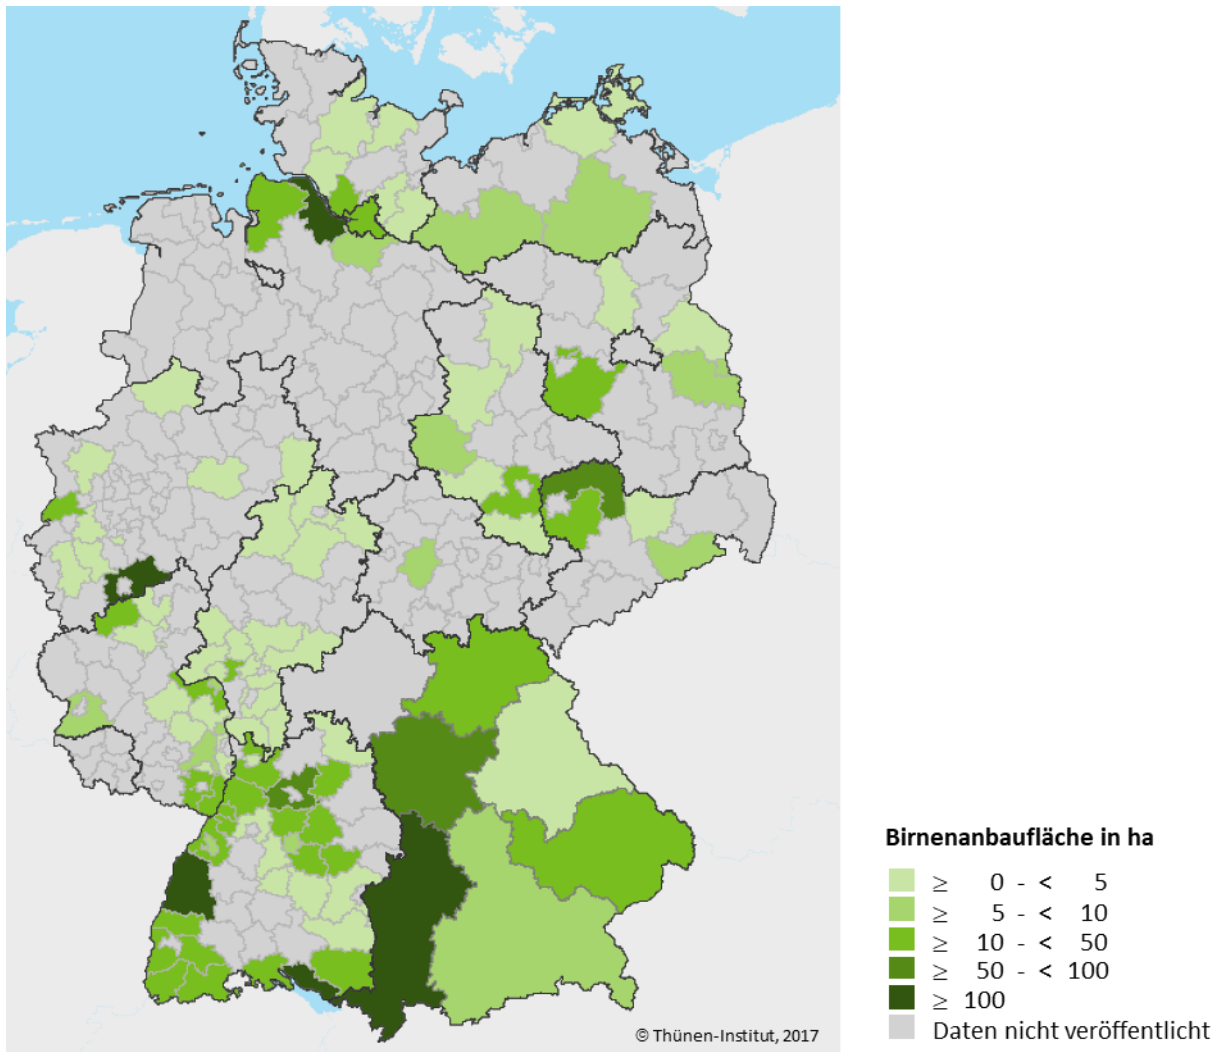 Birnenanbaufläche in ha
≥ 0 - < 5
≥ 5 - < 10
≥ 10 - < 50
≥ 50 - < 100
≥ 100
Daten nicht veröffentlicht
© Thünen-Institut, 2017